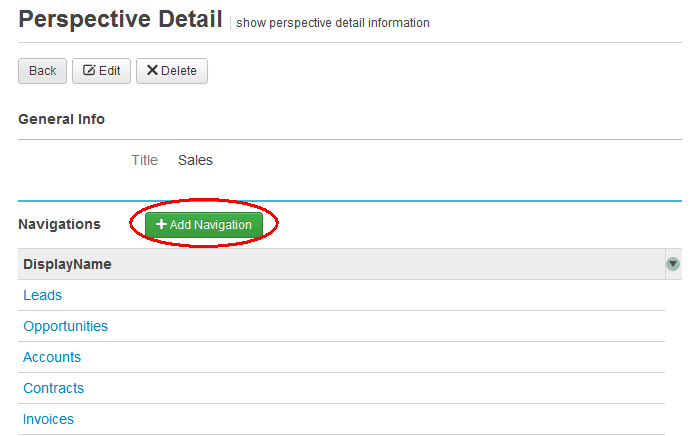 Perspective Detail show perspective detail information
Back Edit Delete
General Info
Title Sales
Navigations Add Navigation
DisplayName
Leads
Opportunities
Accounts
Contracts
Invoices